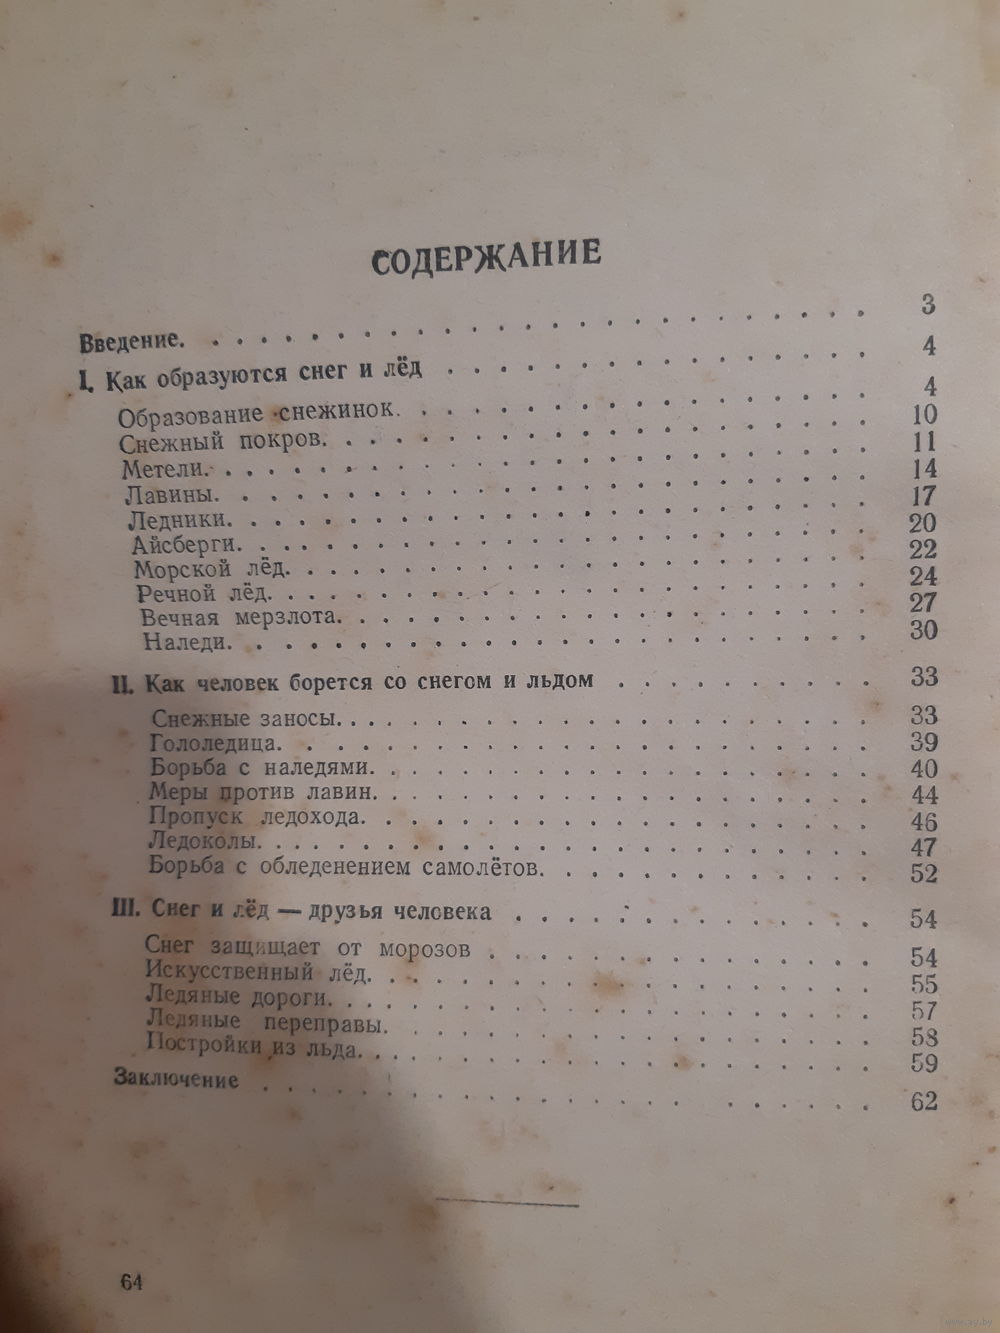 СОДЕРЖАНИЕ
Введение. . . . . . . . . . . . . . . . . . . . . . . 3
I. Как образуются снег и лёд . . . . . . . . . . . . . 4
Образование снежинок. . . . . . . . . . . . . . . . 4
Снежный покров. . . . . . . . . . . . . . . . . . . 10
Метели. . . . . . . . . . . . . . . . . . . . . . . 11
Лавины. . . . . . . . . . . . . . . . . . . . . . . 14
Ледники. . . . . . . . . . . . . . . . . . . . . . 17
Айсберги. . . . . . . . . . . . . . . . . . . . . . 20
Морской лёд. . . . . . . . . . . . . . . . . . . . 22
Речной лёд. . . . . . . . . . . . . . . . . . . . . 24
Вечная мерзлота. . . . . . . . . . . . . . . . . . 27
Наледи. . . . . . . . . . . . . . . . . . . . . . . 30
II. Как человек борется со снегом и льдом . . . . . . . 33
Снежные заносы. . . . . . . . . . . . . . . . . . . 33
Гололедица. . . . . . . . . . . . . . . . . . . . . 39
Борьба с наледями. . . . . . . . . . . . . . . . . 40
Меры против лавин. . . . . . . . . . . . . . . . . 44
Пропуск ледохода. . . . . . . . . . . . . . . . . . 46
Ледоколы. . . . . . . . . . . . . . . . . . . . . . 47
Борьба с обледенением самолётов. . . . . . . . . . 52
III. Снег и лёд — друзья человека . . . . . . . . . . . 54
Снег защищает от морозов . . . . . . . . . . . . . 54
Искусственный лёд. . . . . . . . . . . . . . . . . 55
Ледяные дороги. . . . . . . . . . . . . . . . . . . 57
Ледяные переправы. . . . . . . . . . . . . . . . . 58
Постройки из льда. . . . . . . . . . . . . . . . . 59
Заключение . . . . . . . . . . . . . . . . . . . . . 62
64
www.ay.by